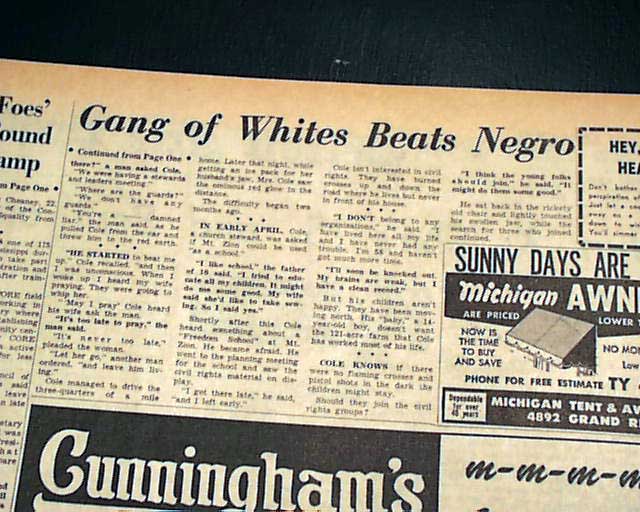 Foes'
ound
amp
m Page One •
Cheaney, 22,
of the Con-
Equality from
Gang of Whites Beats Negro
• Continued from Page One •
there?" a man asked Cole.
"We were having a stewards
and leaders meeting."
"Where are the guards?"
"We don't have any
guards."
"You're a damned
liar," the man said, as he
pulled Cole from the car and
threw him to the red earth.
"HE STARTED to beat me
up," Cole recalled, "and then
I was unconscious. When I
woke up I heard my wife
praying. They were going to
whip her.
"'May I pray' Cole heard
his wife ask the man.
"It's too late to pray," the
man said.
"It's never too late,"
pleaded the woman.
"Let her go," another man
ordered, "and leave him liv-
ing."
Cole managed to drive the
three-quarters of a mile
home. Later that night, while
getting an ice pack for her
husband's jaw, Mrs. Cole saw
the ominous red glow in the
distance.
The difficulty began two
months ago.
IN EARLY APRIL, Cole,
a church steward, was asked
if Mt. Zion could be used
as a school.
"I like school," the father
of 16 said. "I tried to edu-
cate all my children. It might
do me some good. My wife
said she'd like to take sew-
ing. So I said yes."
Shortly after this Cole
heard something about a
"Freedom School" at Mt.
Zion. He became afraid. He
went to the planning meeting
for the school and saw the
civil rights material on dis-
play.
"I got there late," he said,
"and I left early."
Cole isn't interested in civil
rights. They have burned
crosses up and down the
road where he lives but never
in front of his house.
"I DON'T belong to any
organizations," he said. "I
have lived here all my life
and I have never had any
trouble. I'm 58 and haven't
got much more time.
"I'll soon be knocked out.
My brains are weak, but I
have a clean record."
But his children aren't
happy. They have been mov-
ing north. His "baby," a 14-
year-old boy, doesn't want
the 121-acre farm that Cole
has worked most of his life.
COLE KNOWS if there
were no flaming crosses and
pistol shots in the dark the
children might stay.
Should they join the civil
rights groups?
"I think the young folks
should join," he said. "It
might do them some good."
He sat back in the rickety
old chair and lightly touched
his swollen jaw, while the
search for three who joined
continued.
HEY,
HEA
SUNNY DAYS ARE
Michigan AWN
ARE PRICED
LOWER
NOW IS
THE TIME
TO BUY
AND SAVE
NO MO
Low
PHONE FOR FREE ESTIMATE TY
Dependable
for over
40 years
MICHIGAN TENT & A
4892 GRAND R
Cunningham's
m-m-m-m